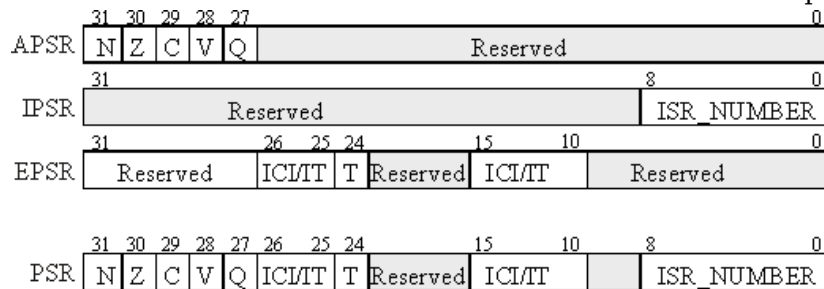 31 30 29 28 27 0
APSR N Z C V Q Reserved
31 8 0
IPSR Reserved ISR_NUMBER
31 26 25 24 15 10 0
EPSR Reserved ICI/IT T Reserved ICI/IT Reserved
31 30 29 28 27 26 25 24 15 10 8 0
PSR N Z C V Q ICI/IT T Reserved ICI/IT ISR_NUMBER